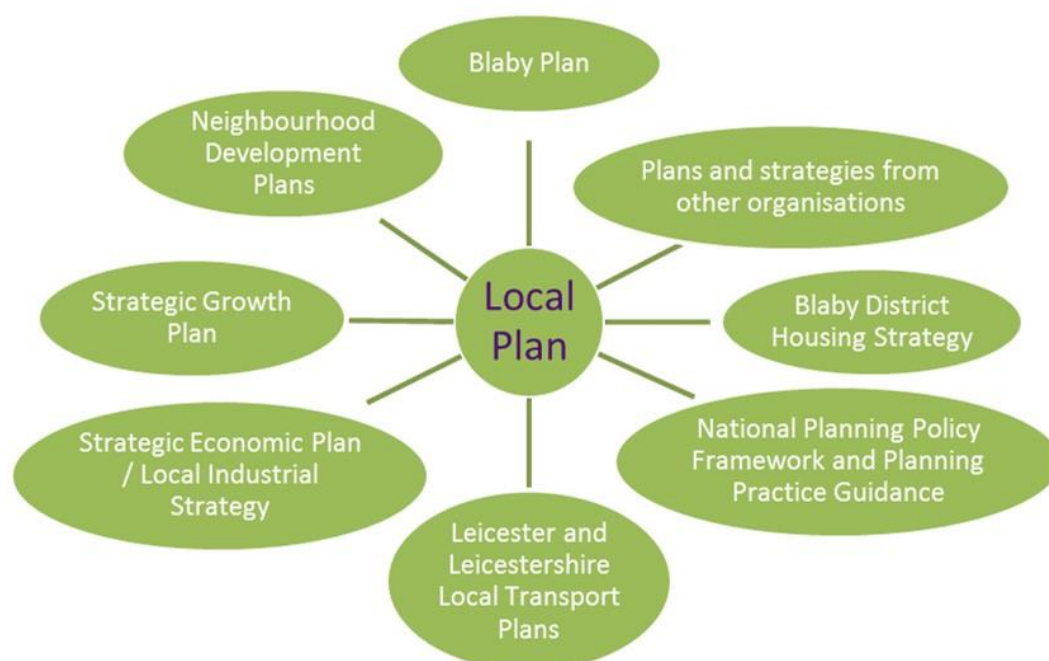 Blaby Plan
Neighbourhood
Development
Plans
Plans and strategies from
other organisations
Strategic Growth
Plan
Local
Plan
Blaby District
Housing Strategy
Strategic Economic Plan
/ Local Industrial
Strategy
National Planning Policy
Framework and Planning
Practice Guidance
Leicester and
Leicestershire
Local Transport
Plans